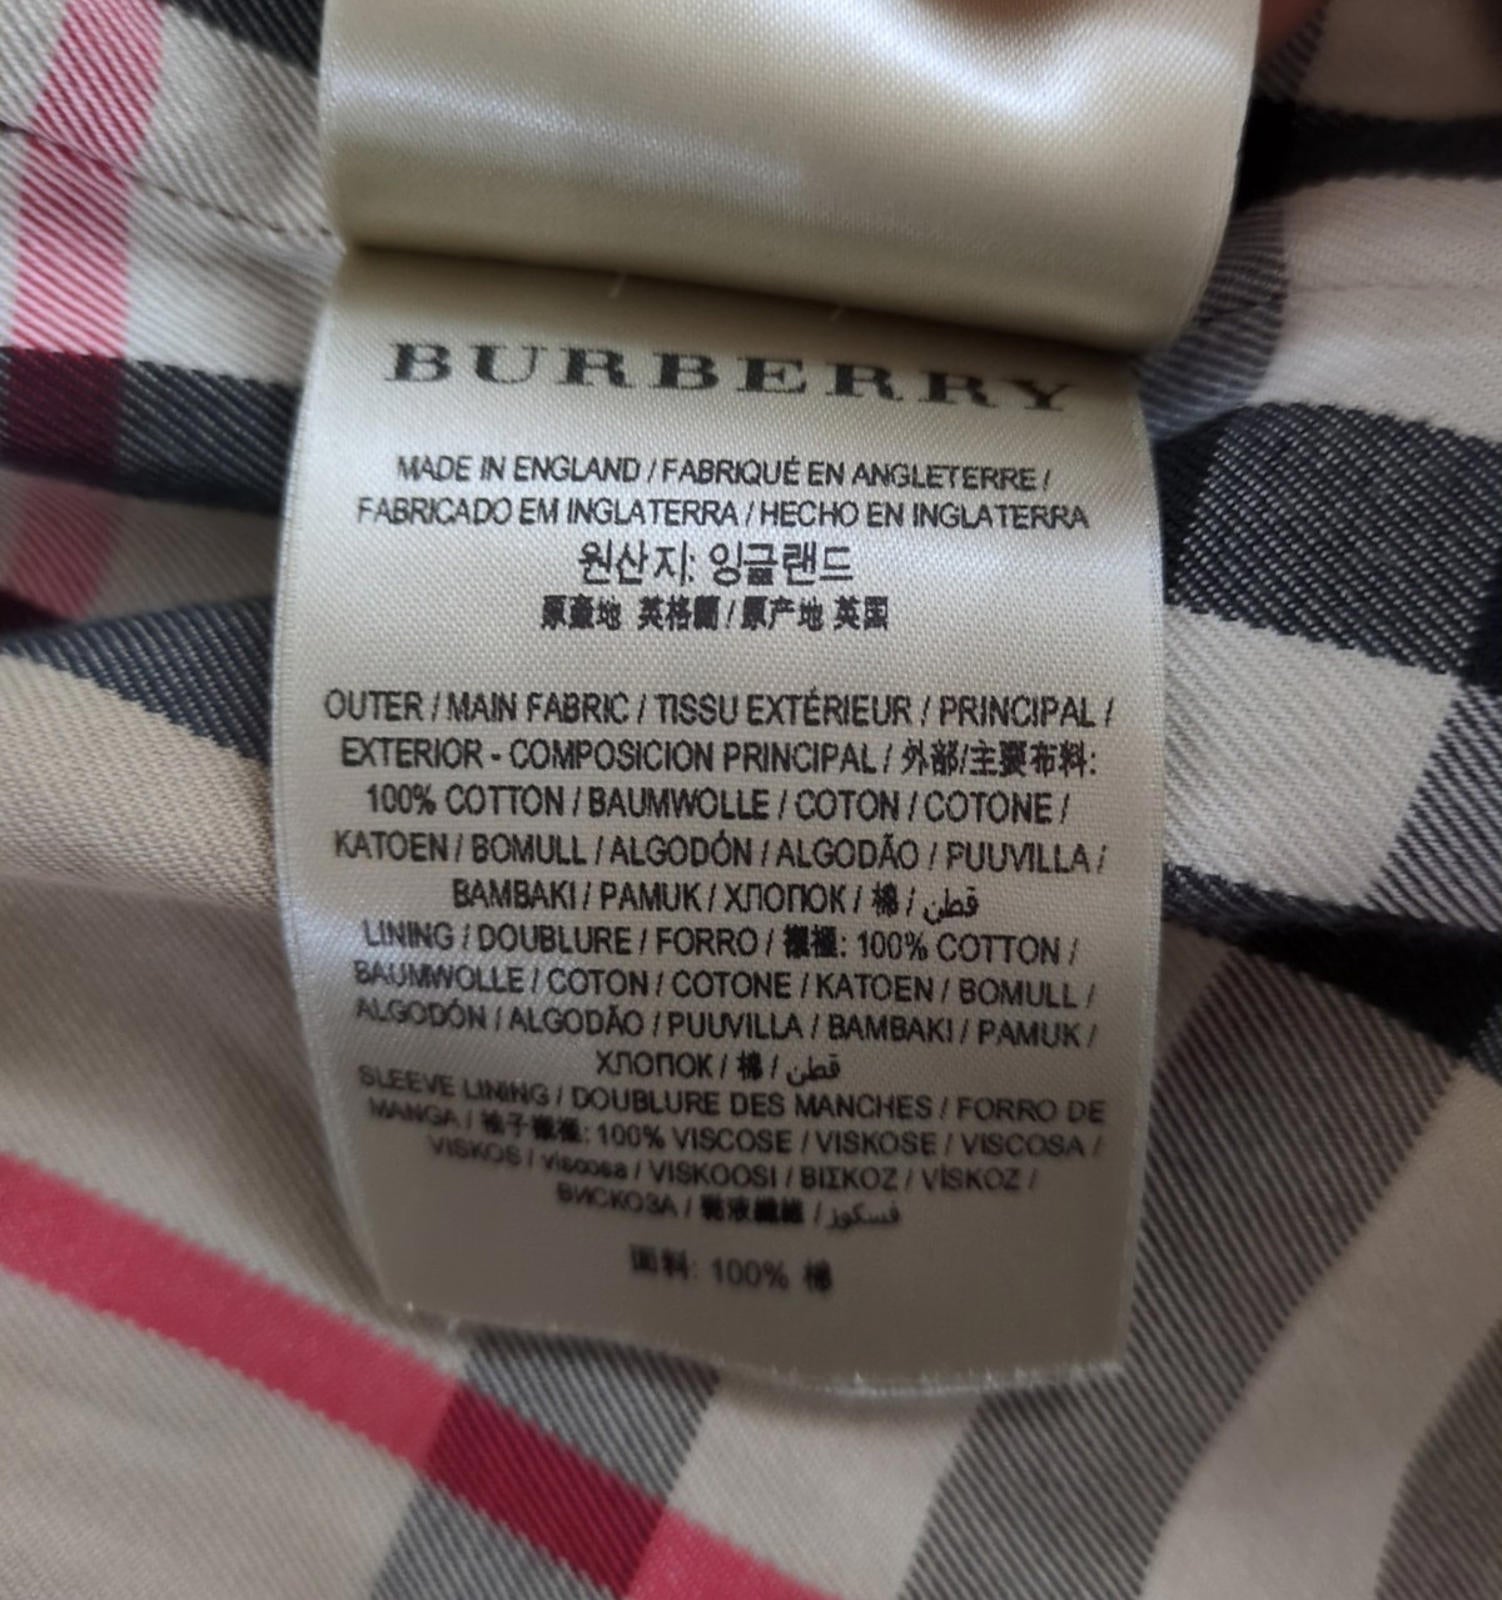 BURBERRY
MADE IN ENGLAND / FABRIQUÉ EN ANGLETERRE /
FABRICADO EM INGLATERRA / HECHO EN INGLATERRA
원산지: 잉글랜드
原產地 英格蘭 / 原产地 英国
OUTER / MAIN FABRIC / TISSU EXTÉRIEUR / PRINCIPAL /
EXTERIOR - COMPOSICION PRINCIPAL / 外部/主要布料:
100% COTTON / BAUMWOLLE / COTON / COTONE /
KATOEN / BOMULL / ALGODÓN / ALGODÃO / PUUVILLA /
BAMBAKI / PAMUK / ХЛОПОК / 棉 / قطن
LINING / DOUBLURE / FORRO / 襯裡: 100% COTTON /
BAUMWOLLE / COTON / COTONE / KATOEN / BOMULL /
ALGODÓN / ALGODÃO / PUUVILLA / BAMBAKI / PAMUK /
ХЛОПОК / 棉 / قطن
SLEEVE LINING / DOUBLURE DES MANCHES / FORRO DE
MANGA / 袖子襯裡: 100% VISCOSE / VISKOSE / VISCOSA /
VISKOS / viscosa / VISKOOSI / ΒΙΣΚΟΖ / VİSKOZ /
ВИСКОЗА / 黏液纖維 / فسكوز
面料: 100% 棉